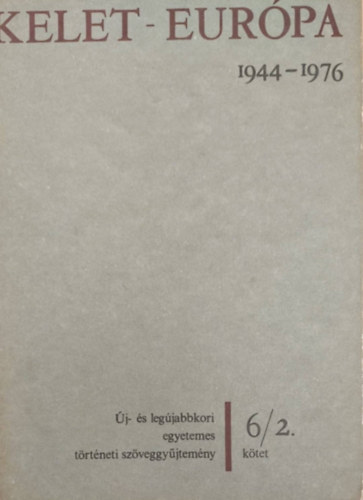 KELET - EURÓPA
1944-1976
Új- és legújabbkori
egyetemes
történeti szöveggyűjtemény
6/2.
kötet